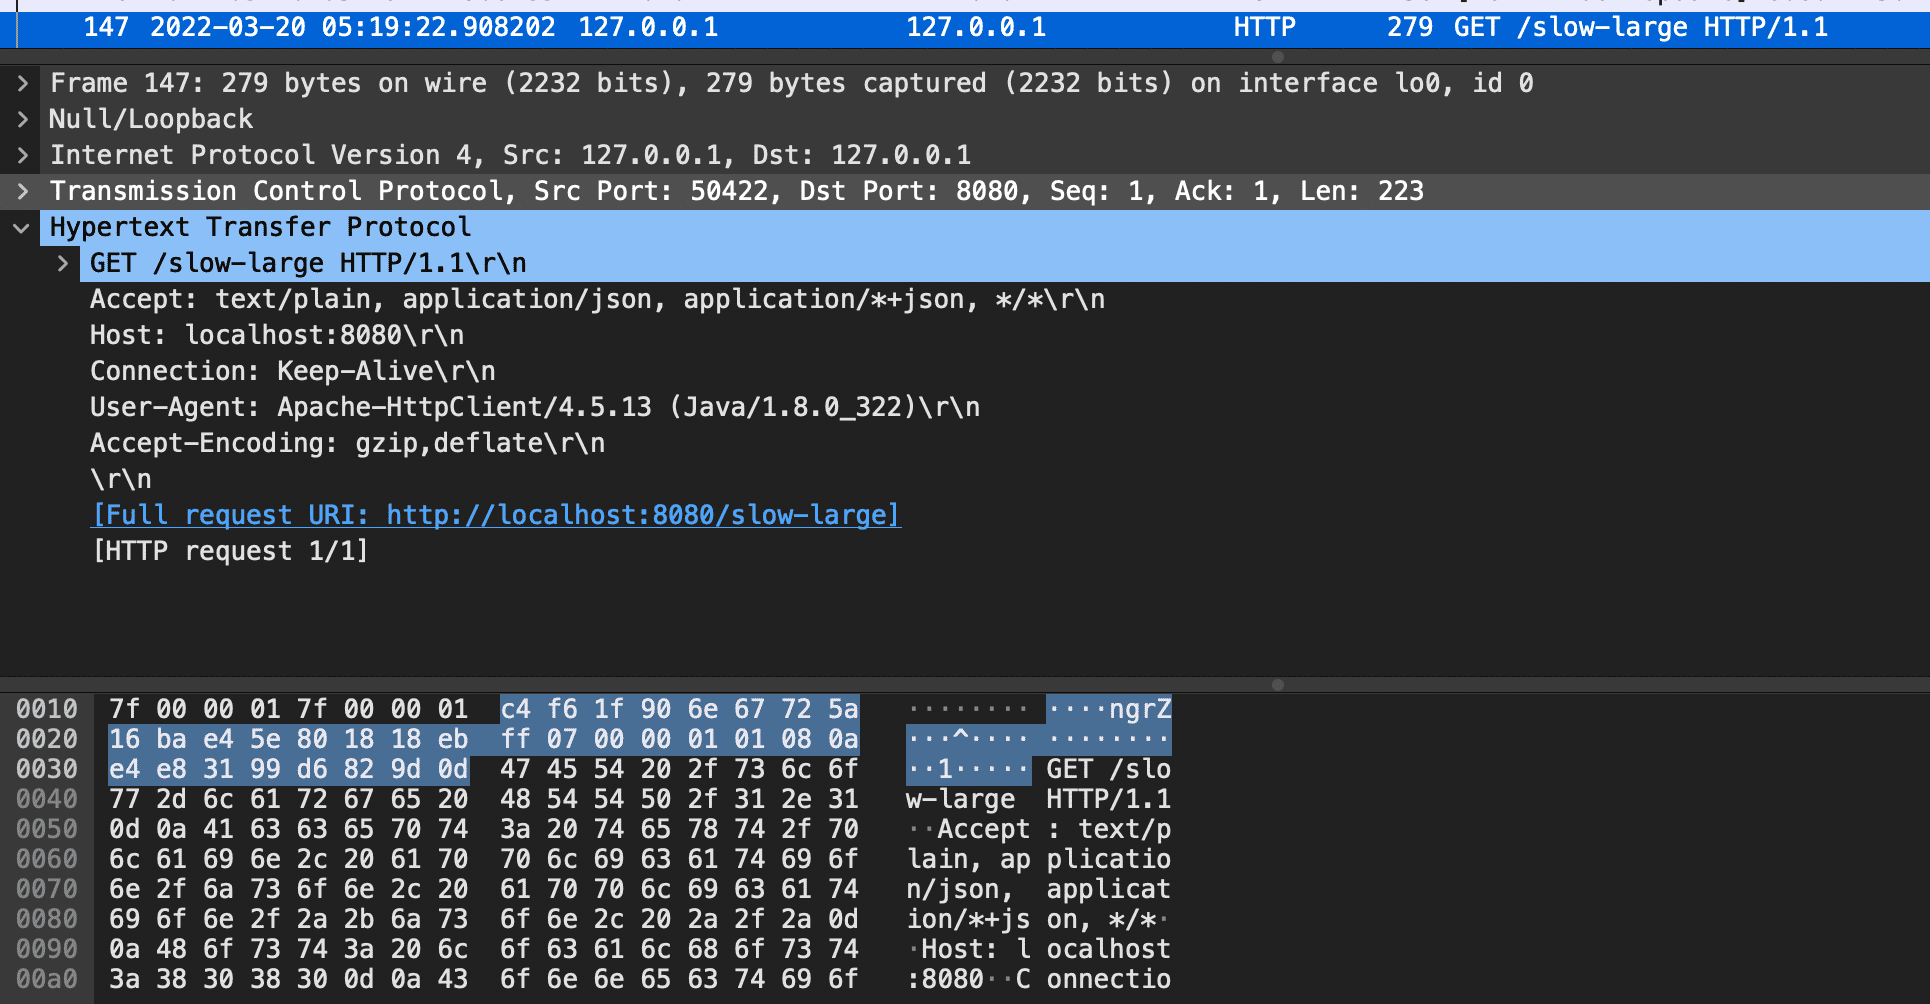 147 2022-03-20 05:19:22.908202 127.0.0.1 127.0.0.1 HTTP 279 GET /slow-large HTTP/1.1
Frame 147: 279 bytes on wire (2232 bits), 279 bytes captured (2232 bits) on interface lo0, id 0
Null/Loopback
Internet Protocol Version 4, Src: 127.0.0.1, Dst: 127.0.0.1
Transmission Control Protocol, Src Port: 50422, Dst Port: 8080, Seq: 1, Ack: 1, Len: 223
Hypertext Transfer Protocol
GET /slow-large HTTP/1.1\r\n
Accept: text/plain, application/json, application/*+json, */*\r\n
Host: localhost:8080\r\n
Connection: Keep-Alive\r\n
User-Agent: Apache-HttpClient/4.5.13 (Java/1.8.0_322)\r\n
Accept-Encoding: gzip,deflate\r\n
\r\n
[Full request URI: http://localhost:8080/slow-large]
[HTTP request 1/1]
0010 7f 00 00 01 7f 00 00 01 c4 f6 1f 90 6e 67 72 5a ········ ····ngrZ
0020 16 ba e4 5e 80 18 18 eb ff 07 00 00 01 01 08 0a ···^···· ········
0030 e4 e8 31 99 d6 82 9d 0d 47 45 54 20 2f 73 6c 6f ··1····· GET /slo
0040 77 2d 6c 61 72 67 65 20 48 54 54 50 2f 31 2e 31 w-large HTTP/1.1
0050 0d 0a 41 63 63 65 70 74 3a 20 74 65 78 74 2f 70 ··Accept : text/p
0060 6c 61 69 6e 2c 20 61 70 70 6c 69 63 61 74 69 6f lain, ap plicatio
0070 6e 2f 6a 73 6f 6e 2c 20 61 70 70 6c 69 63 61 74 n/json, applicat
0080 69 6f 6e 2f 2a 2b 6a 73 6f 6e 2c 20 2a 2f 2a 0d ion/*+js on, */*·
0090 0a 48 6f 73 74 3a 20 6c 6f 63 61 6c 68 6f 73 74 ·Host: l ocalhost
00a0 3a 38 30 38 30 0d 0a 43 6f 6e 6e 65 63 74 69 6f :8080··C onnectio